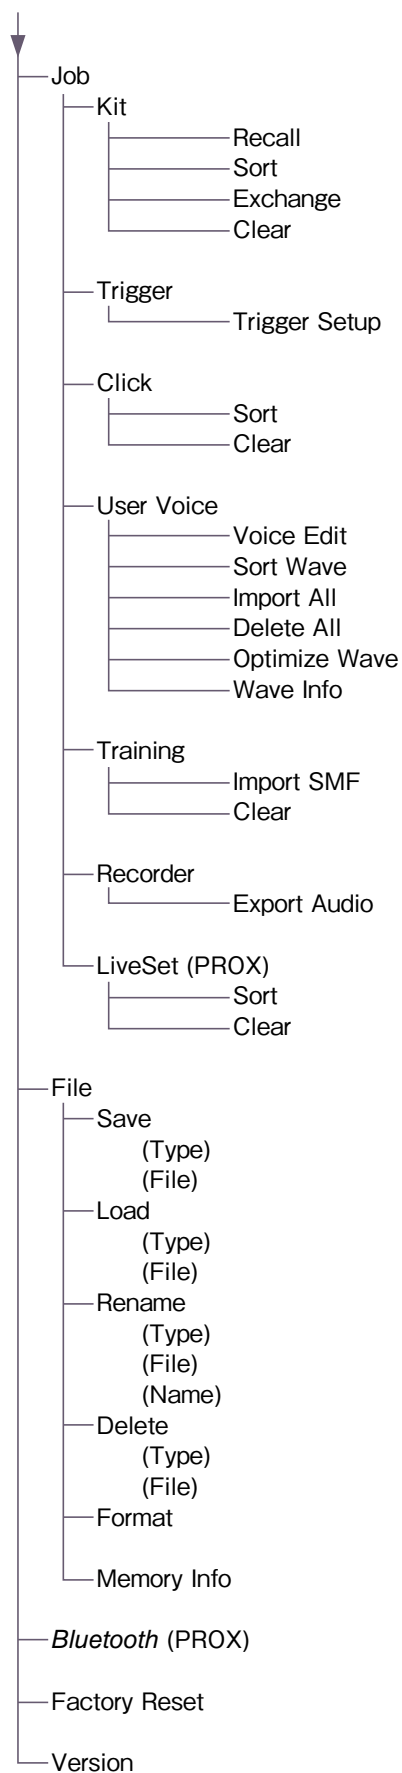 Job
Kit
Recall
Sort
Exchange
Clear
Trigger
Trigger Setup
Click
Sort
Clear
User Voice
Voice Edit
Sort Wave
Import All
Delete All
Optimize Wave
Wave Info
Training
Import SMF
Clear
Recorder
Export Audio
LiveSet (PROX)
Sort
Clear
File
Save
(Type)
(File)
Load
(Type)
(File)
Rename
(Type)
(File)
(Name)
Delete
(Type)
(File)
Format
Memory Info
Bluetooth (PROX)
Factory Reset
Version